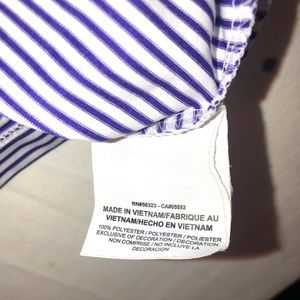 RN#56323 - CA#05553
MADE IN VIETNAM/FABRIQUE AU
VIETNAM/HECHO EN VIETNAM
100% POLYESTER / POLYESTER / POLIESTER
EXCLUSIVE OF DECORATION / DECORATION
NON COMPRISE / NO INCLUYE LA
DECORACIÓN